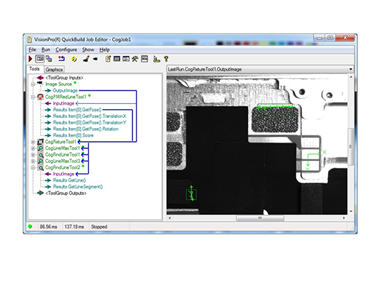 VisionPro(R) QuickBuild Job Editor - CogJob1
File Run Configure Show Help
Tools Graphics
LastRun.CogFixtureTool1.OutputImage
<ToolGroup Inputs>
Image Source
OutputImage
InputImage
Results.Item[0].GetPose()
Results.Item[0].GetPose().TranslationX
Results.Item[0].GetPose().TranslationY
Results.Item[0].GetPose().Rotation
Results.Item[0].Score
CogFixtureTool1
CogLineMaxTool1
CogFindLineTool1
CogLineMaxTool2
CogFindLineTool2
InputImage
Results.GetLine()
Results.GetLineSegment()
<ToolGroup Outputs>
86.56 ms 137.18 ms Stopped